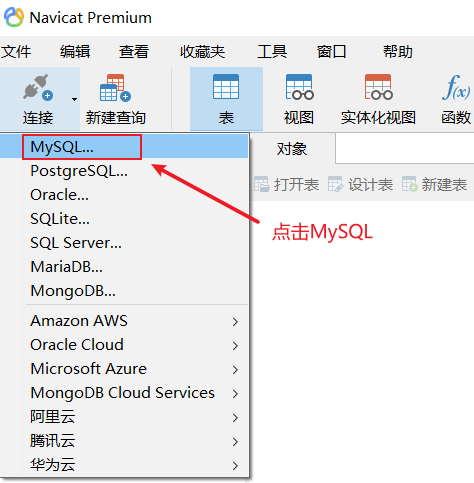 Navicat Premium
文件 编辑 查看 收藏夹 工具 窗口 帮助
连接 新建查询 表 视图 实体化视图 f(x) 函数
MySQL...
对象
PostgreSQL...
打开表 设计表 新建表
Oracle...
SQLite...
点击MySQL
SQL Server...
MariaDB...
MongoDB...
Amazon AWS
Oracle Cloud
Microsoft Azure
MongoDB Cloud Services
阿里云
腾讯云
华为云